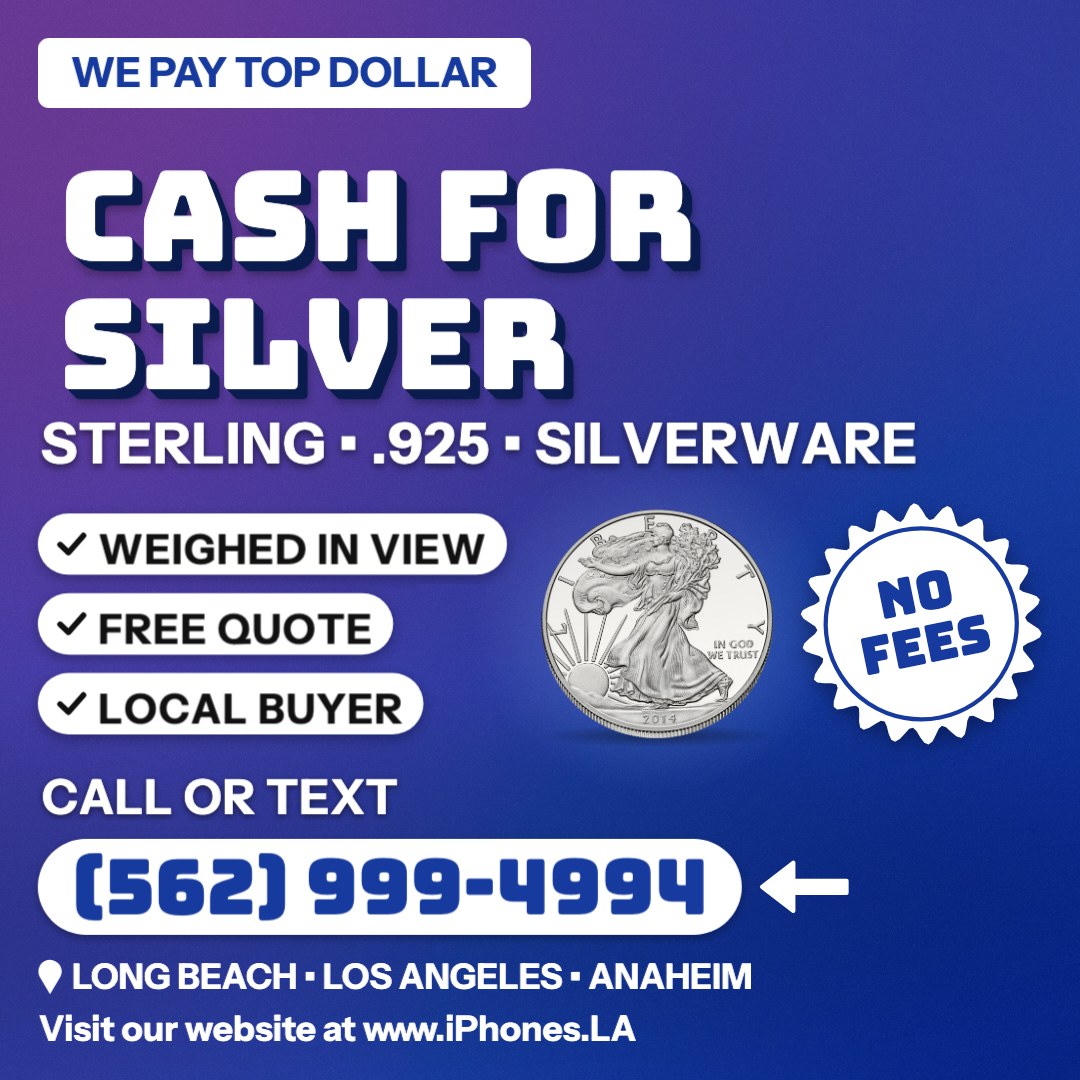 WE PAY TOP DOLLAR
CASH FOR
SILVER
STERLING ▪ .925 ▪ SILVERWARE
✓ WEIGHED IN VIEW
✓ FREE QUOTE
✓ LOCAL BUYER
LIBERTY
IN GOD
WE TRUST
2014
NO
FEES
CALL OR TEXT
(562) 999-4994
LONG BEACH ▪ LOS ANGELES ▪ ANAHEIM
Visit our website at www.iPhones.LA